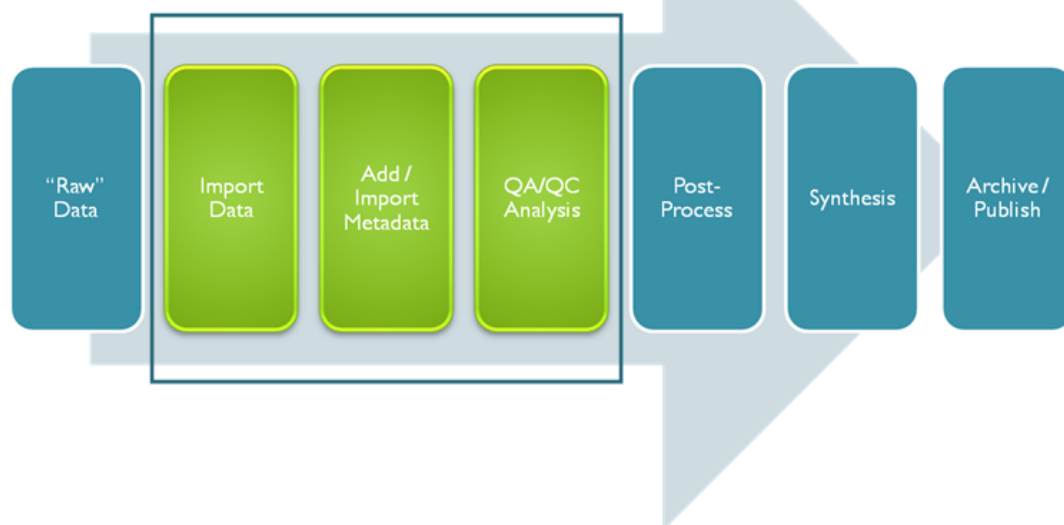 “Raw”
Data
Import
Data
Add /
Import
Metadata
QA/QC
Analysis
Post-
Process
Synthesis
Archive /
Publish